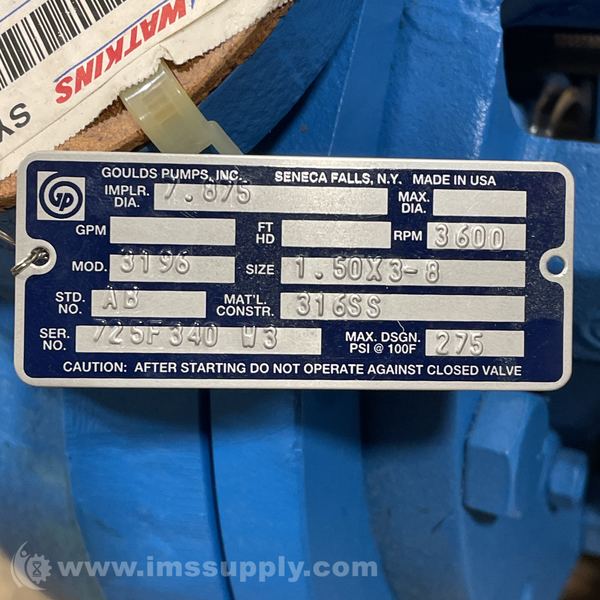 WATKINS
SY
GP
GOULDS PUMPS, INC. SENECA FALLS, N.Y. MADE IN USA
IMPLR. DIA. 7.875 MAX. DIA.
GPM FT HD RPM 3600
MOD. 3196 SIZE 1.50X3-8
STD. NO. AB MAT'L. CONSTR. 316SS
SER. NO. 725F340 W3 MAX. DSGN. PSI @ 100F 275
CAUTION: AFTER STARTING DO NOT OPERATE AGAINST CLOSED VALVE
www.imssupply.com